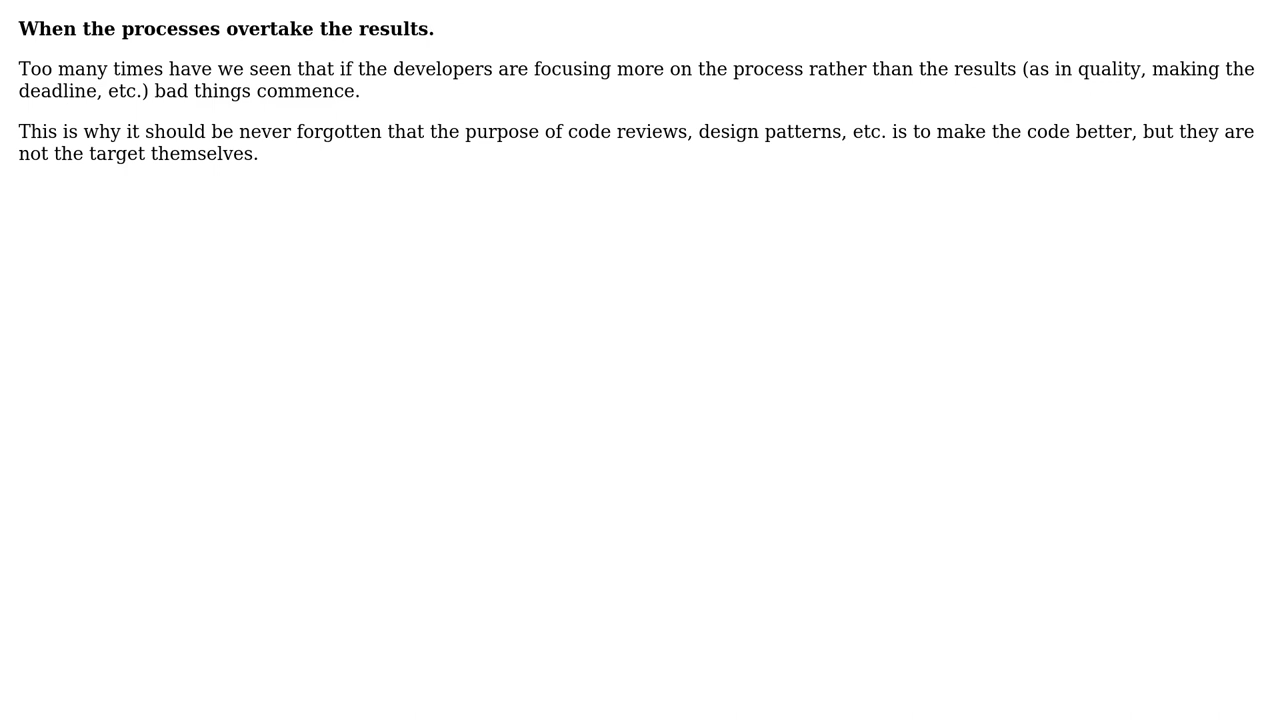 When the processes overtake the results.
Too many times have we seen that if the developers are focusing more on the process rather than the results (as in quality, making the
deadline, etc.) bad things commence.
This is why it should be never forgotten that the purpose of code reviews, design patterns, etc. is to make the code better, but they are
not the target themselves.